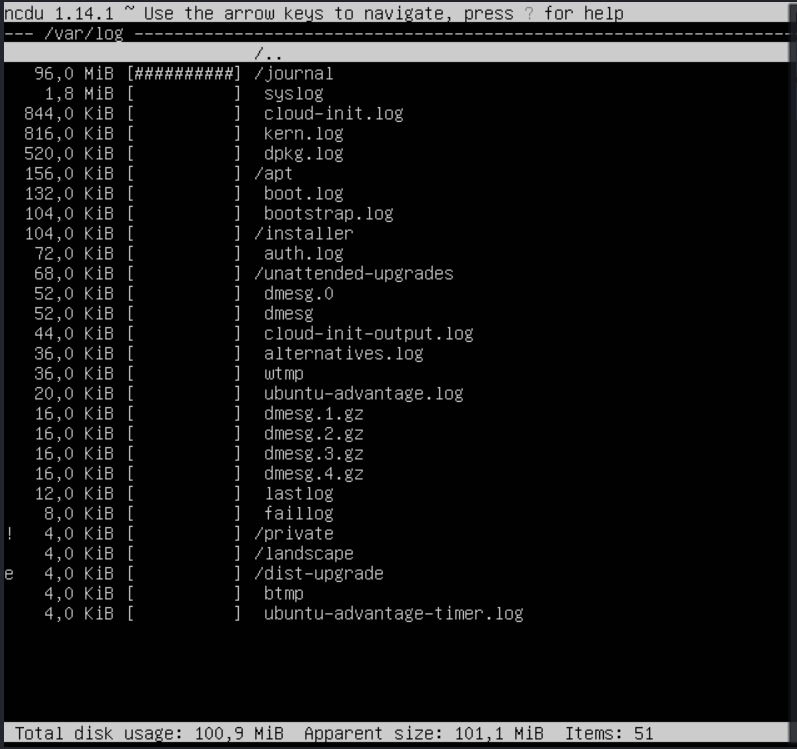 ncdu 1.14.1 ~ Use the arrow keys to navigate, press ? for help
--- /var/log ------------------------------------------------------------------
/..
96,0 MiB [##########] /journal
1,8 MiB [          ]  syslog
844,0 KiB [          ]  cloud-init.log
816,0 KiB [          ]  kern.log
520,0 KiB [          ]  dpkg.log
156,0 KiB [          ] /apt
132,0 KiB [          ]  boot.log
104,0 KiB [          ]  bootstrap.log
104,0 KiB [          ] /installer
72,0 KiB [          ]  auth.log
68,0 KiB [          ] /unattended-upgrades
52,0 KiB [          ]  dmesg.0
52,0 KiB [          ]  dmesg
44,0 KiB [          ]  cloud-init-output.log
36,0 KiB [          ]  alternatives.log
36,0 KiB [          ]  wtmp
20,0 KiB [          ]  ubuntu-advantage.log
16,0 KiB [          ]  dmesg.1.gz
16,0 KiB [          ]  dmesg.2.gz
16,0 KiB [          ]  dmesg.3.gz
16,0 KiB [          ]  dmesg.4.gz
12,0 KiB [          ]  lastlog
8,0 KiB [          ]  faillog
!   4,0 KiB [          ] /private
4,0 KiB [          ] /landscape
e   4,0 KiB [          ] /dist-upgrade
4,0 KiB [          ]  btmp
4,0 KiB [          ]  ubuntu-advantage-timer.log
Total disk usage: 100,9 MiB  Apparent size: 101,1 MiB  Items: 51